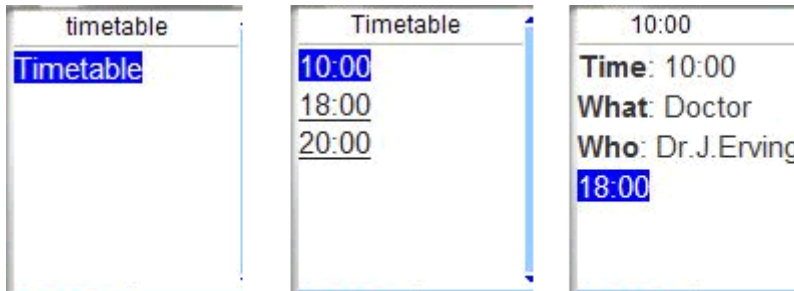 timetable
Timetable
Timetable
10:00
18:00
20:00
10:00
Time: 10:00
What: Doctor
Who: Dr.J.Erving
18:00